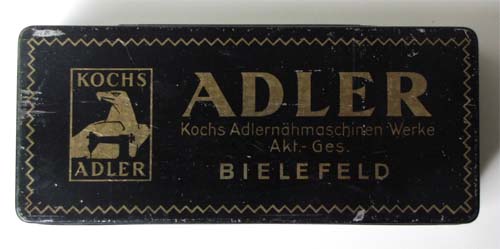 KOCHS
ADLER
ADLER
Kochs Adlernähmaschinen Werke
Akt.-Ges.
BIELEFELD